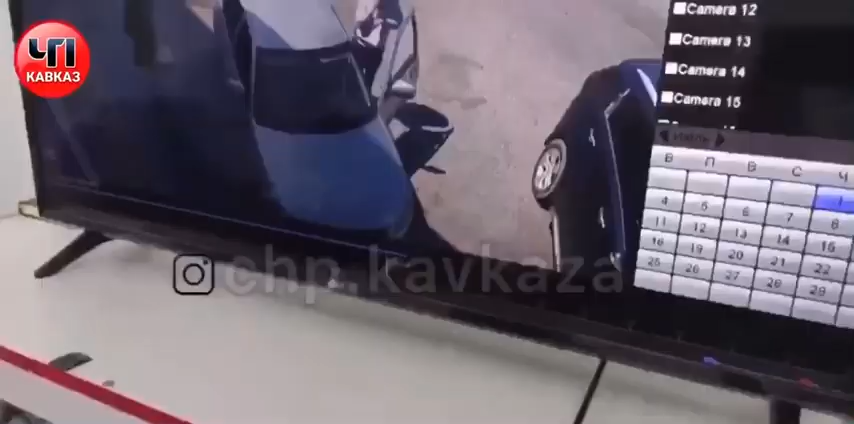 ЧП
КАВКАЗ
Camera 12
Camera 13
Camera 14
Camera 15
В П В С Ч
1
4 5 6 7 8
11 12 13 14 15
18 19 20 21 22
25 26 27 28 29
chp.kavkaza